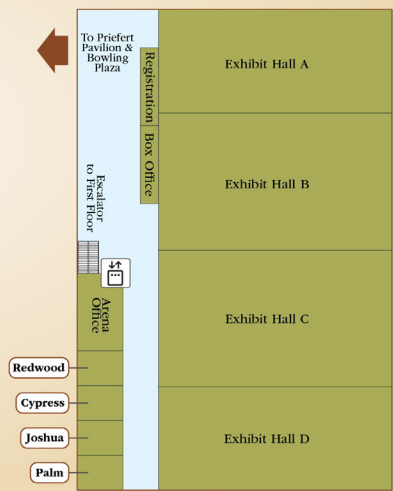 To Priefert
Pavilion &
Bowling
Plaza
Registration
Box Office
Exhibit Hall A
Exhibit Hall B
Escalator
to First Floor
Arena
Office
Exhibit Hall C
Redwood
Cypress
Joshua
Palm
Exhibit Hall D